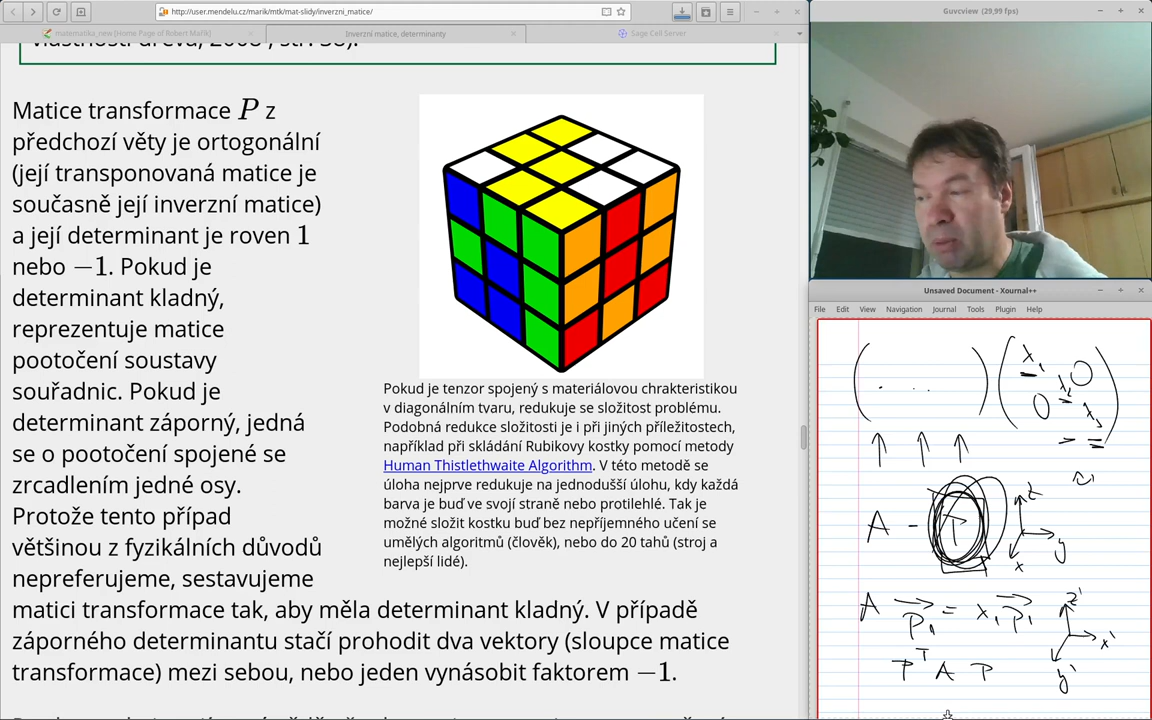 http://user.mendelu.cz/marik/mtk/mat-slidy/inverzni_matice/
matematika_new [Home Page of Robert Mařík]
Inverzní matice, determinanty
Sage Cell Server
Guvcview (29,99 fps)
Matice transformace P z
předchozí věty je ortogonální
(její transponovaná matice je
současně její inverzní matice)
a její determinant je roven 1
nebo −1. Pokud je
determinant kladný,
reprezentuje matice
pootočení soustavy
souřadnic. Pokud je
determinant záporný, jedná
se o pootočení spojené se
zrcadlením jedné osy.
Protože tento případ
většinou z fyzikálních důvodů
nepreferujeme, sestavujeme
matici transformace tak, aby měla determinant kladný. V případě
záporného determinantu stačí prohodit dva vektory (sloupce matice
transformace) mezi sebou, nebo jeden vynásobit faktorem −1.
Pokud je tenzor spojený s materiálovou chrakteristikou
v diagonálním tvaru, redukuje se složitost problému.
Podobná redukce složitosti je i při jiných příležitostech,
například při skládání Rubikovy kostky pomocí metody
Human Thistlethwaite Algorithm. V této metodě se
úloha nejprve redukuje na jednodušší úlohu, kdy každá
barva je buď ve svojí straně nebo protilehlé. Tak je
možné složit kostku buď bez nepříjemného učení se
umělých algoritmů (člověk), nebo do 20 tahů (stroj a
nejlepší lidé).
Unsaved Document - Xournal++
File Edit View Navigation Journal Tools Plugin Help
A - P
z
y
x
A P₁ = λ₁ P₁
z'
x'
y'
Pᵀ A P